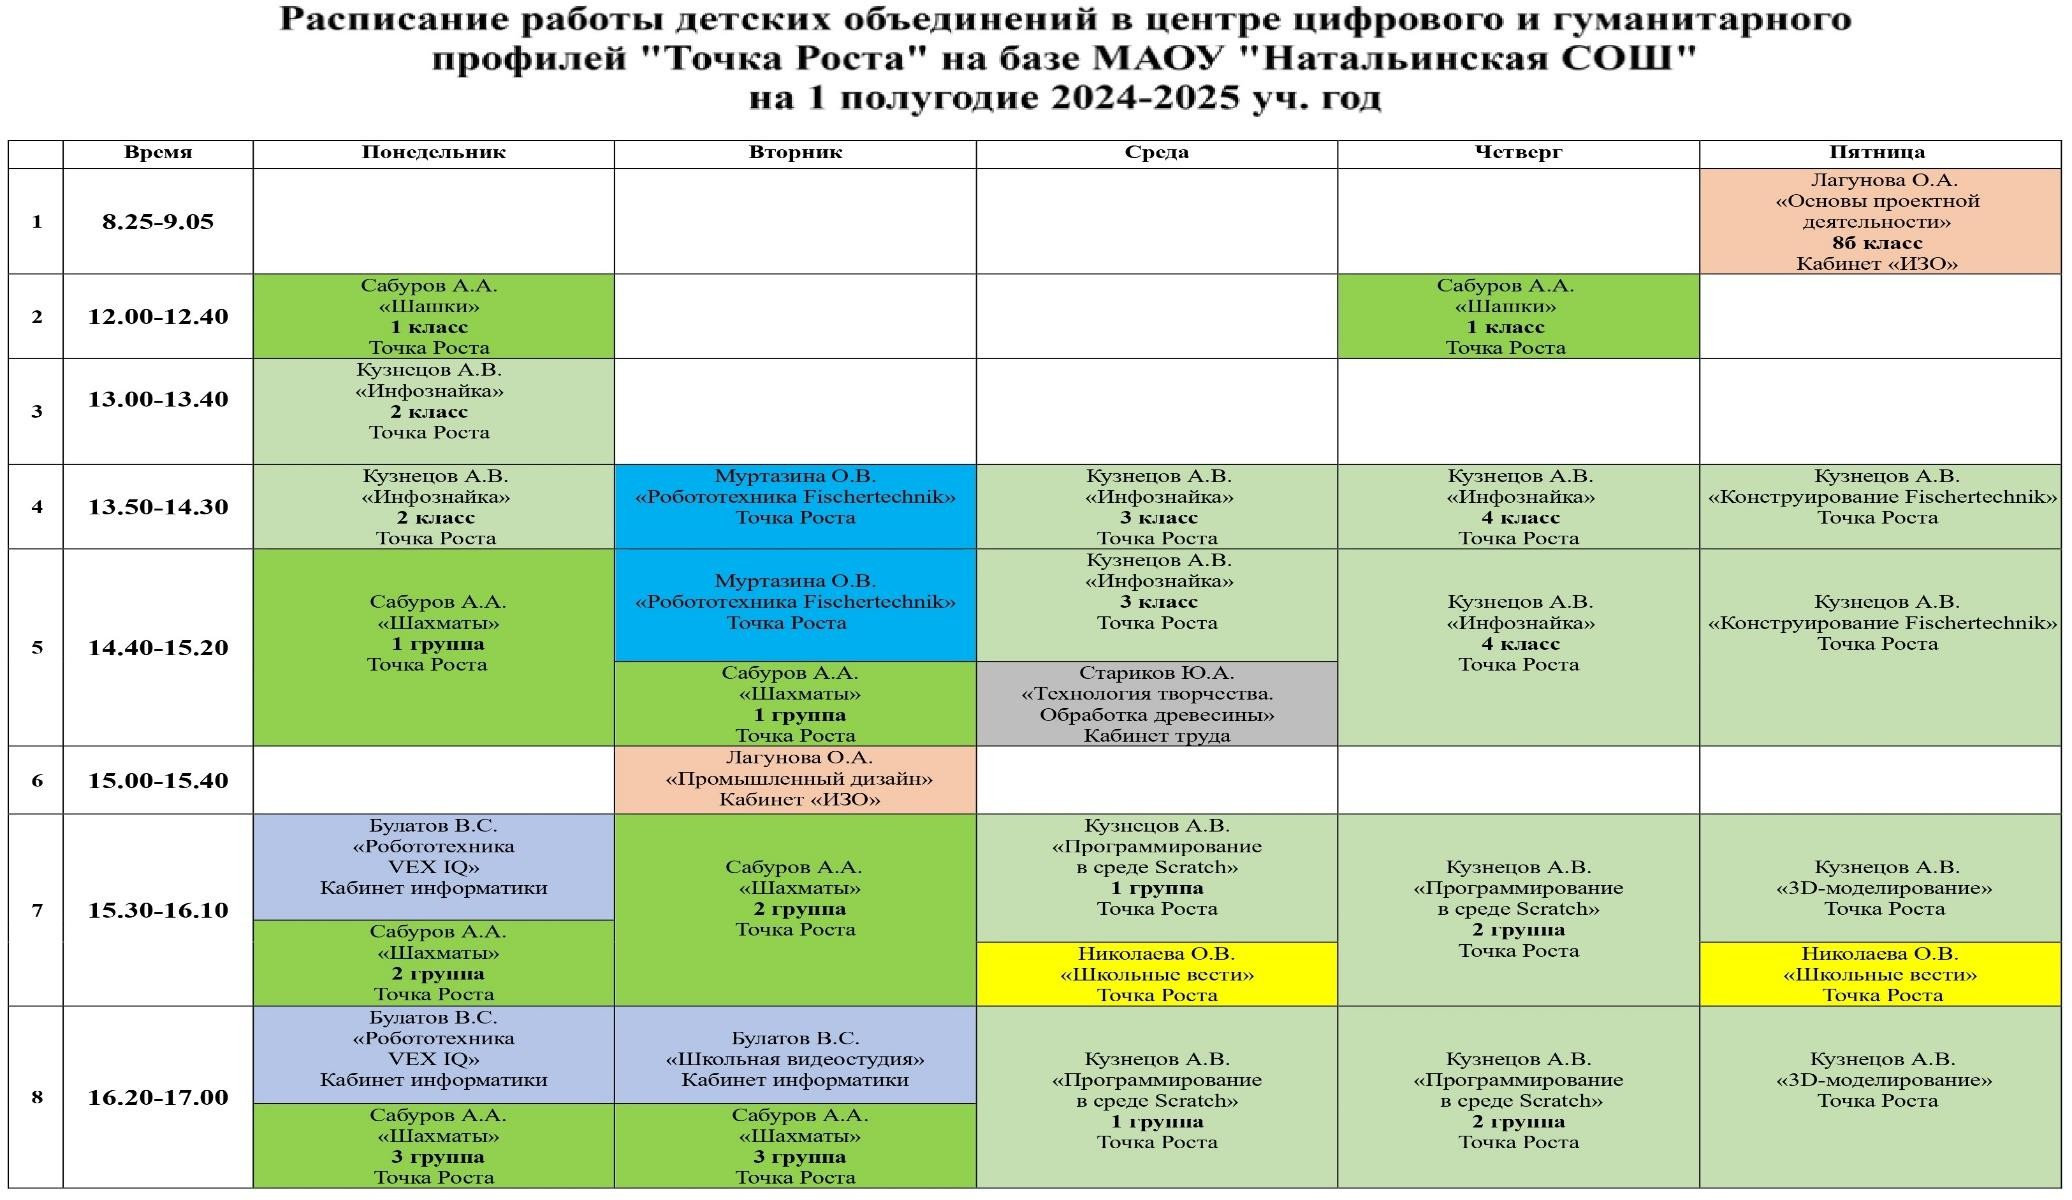 Расписание работы детских объединений в центре цифрового и гуманитарного
профилей "Точка Роста" на базе МАОУ "Натальинская СОШ"
на 1 полугодие 2024-2025 уч. год
Время
Понедельник
Вторник
Среда
Четверг
Пятница
1
8.25-9.05
Лагунова О.А.
«Основы проектной
деятельности»
8б класс
Кабинет «ИЗО»
2
12.00-12.40
Сабуров А.А.
«Шашки»
1 класс
Точка Роста
Сабуров А.А.
«Шашки»
1 класс
Точка Роста
3
13.00-13.40
Кузнецов А.В.
«Инфознайка»
2 класс
Точка Роста
4
13.50-14.30
Кузнецов А.В.
«Инфознайка»
2 класс
Точка Роста
Муртазина О.В.
«Робототехника Fischertechnik»
Точка Роста
Кузнецов А.В.
«Инфознайка»
3 класс
Точка Роста
Кузнецов А.В.
«Инфознайка»
4 класс
Точка Роста
Кузнецов А.В.
«Конструирование Fischertechnik»
Точка Роста
5
14.40-15.20
Сабуров А.А.
«Шахматы»
1 группа
Точка Роста
Муртазина О.В.
«Робототехника Fischertechnik»
Точка Роста
Сабуров А.А.
«Шахматы»
1 группа
Точка Роста
Кузнецов А.В.
«Инфознайка»
3 класс
Точка Роста
Стариков Ю.А.
«Технология творчества.
Обработка древесины»
Кабинет труда
Кузнецов А.В.
«Инфознайка»
4 класс
Точка Роста
Кузнецов А.В.
«Конструирование Fischertechnik»
Точка Роста
6
15.00-15.40
Лагунова О.А.
«Промышленный дизайн»
Кабинет «ИЗО»
7
15.30-16.10
Булатов В.С.
«Робототехника
VEX IQ»
Кабинет информатики
Сабуров А.А.
«Шахматы»
2 группа
Точка Роста
Сабуров А.А.
«Шахматы»
2 группа
Точка Роста
Кузнецов А.В.
«Программирование
в среде Scratch»
1 группа
Точка Роста
Николаева О.В.
«Школьные вести»
Точка Роста
Кузнецов А.В.
«Программирование
в среде Scratch»
2 группа
Точка Роста
Кузнецов А.В.
«3D-моделирование»
Точка Роста
Николаева О.В.
«Школьные вести»
Точка Роста
8
16.20-17.00
Булатов В.С.
«Робототехника
VEX IQ»
Кабинет информатики
Сабуров А.А.
«Шахматы»
3 группа
Точка Роста
Булатов В.С.
«Школьная видеостудия»
Кабинет информатики
Сабуров А.А.
«Шахматы»
3 группа
Точка Роста
Кузнецов А.В.
«Программирование
в среде Scratch»
1 группа
Точка Роста
Кузнецов А.В.
«Программирование
в среде Scratch»
2 группа
Точка Роста
Кузнецов А.В.
«3D-моделирование»
Точка Роста